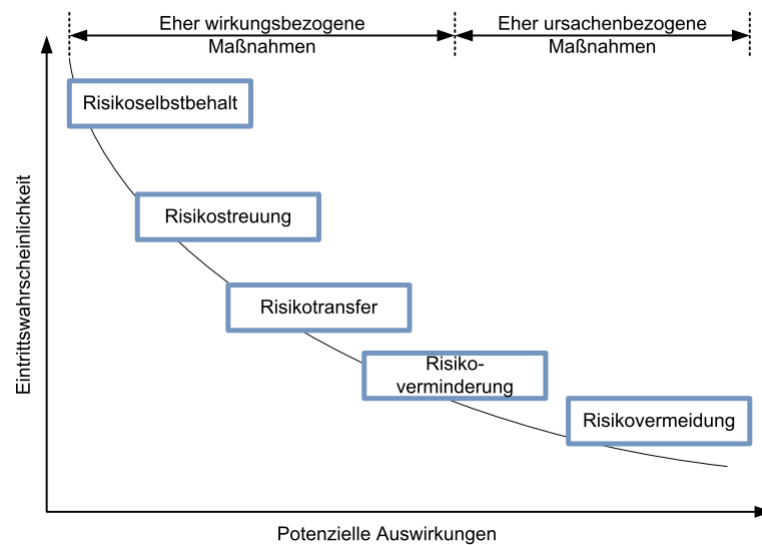 Eher wirkungsbezogene
Maßnahmen
Eher ursachenbezogene
Maßnahmen
Eintrittswahrscheinlichkeit
Risikoselbstbehalt
Risikostreuung
Risikotransfer
Risiko-
verminderung
Risikovermeidung
Potenzielle Auswirkungen